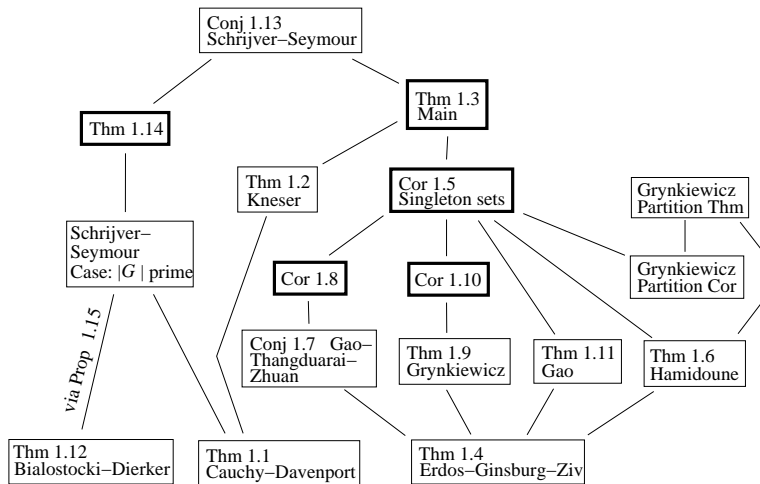 Conj 1.13
Schrijver–Seymour
Thm 1.14
Thm 1.3
Main
Thm 1.2
Kneser
Cor 1.5
Singleton sets
Grynkiewicz
Partition Thm
Schrijver–
Seymour
Case: |G| prime
Cor 1.8
Cor 1.10
Grynkiewicz
Partition Cor
via Prop 1.15
Conj 1.7 Gao–
Thangduarai–
Zhuan
Thm 1.9
Grynkiewicz
Thm 1.11
Gao
Thm 1.6
Hamidoune
Thm 1.12
Bialostocki–Dierker
Thm 1.1
Cauchy–Davenport
Thm 1.4
Erdos–Ginsburg–Ziv